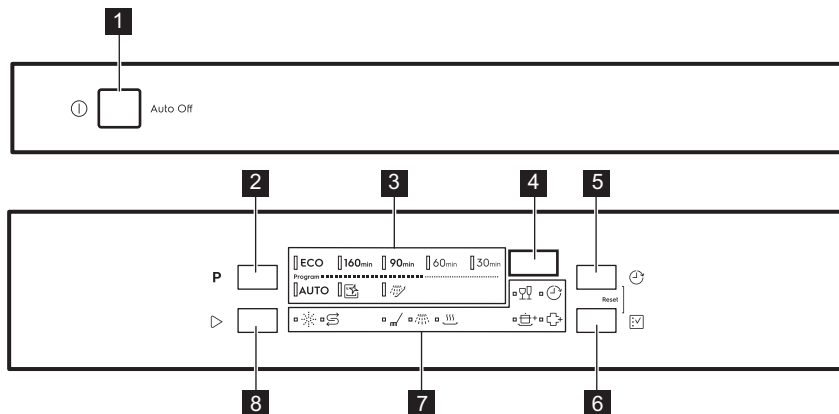 1
Auto Off
2 3 4 5
P ECO 160min 90min 60min 30min
Program
AUTO
Reset
8 7 6